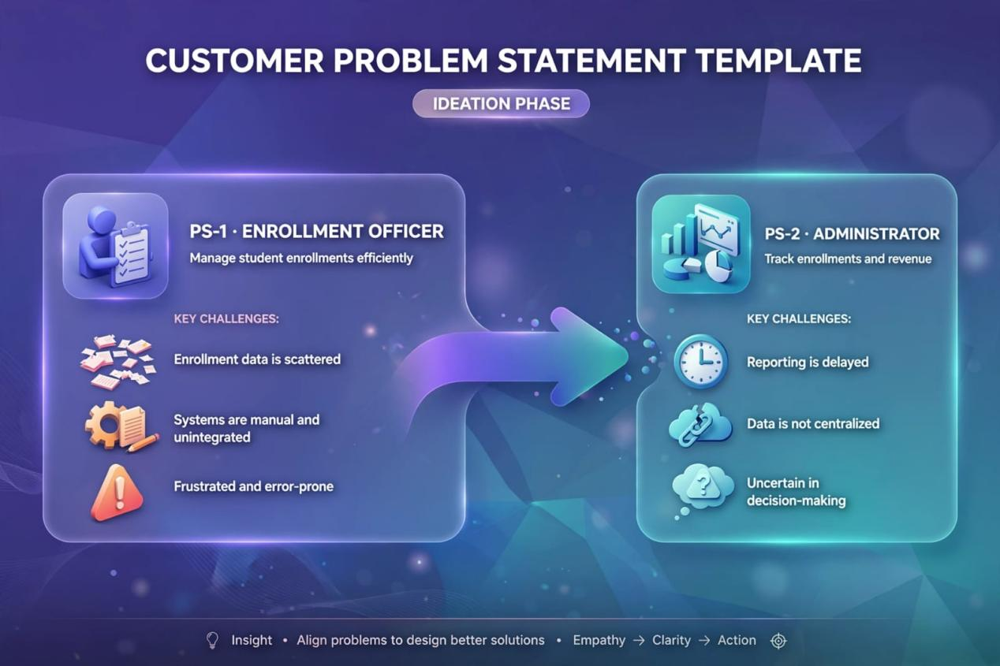 CUSTOMER PROBLEM STATEMENT TEMPLATE
IDEATION PHASE
PS-1 · ENROLLMENT OFFICER
Manage student enrollments efficiently
KEY CHALLENGES:
Enrollment data is scattered
Systems are manual and
unintegrated
Frustrated and error-prone
PS-2 · ADMINISTRATOR
Track enrollments and revenue
KEY CHALLENGES:
Reporting is delayed
Data is not centralized
?
Uncertain in
decision-making
Insight • Align problems to design better solutions • Empathy → Clarity → Action